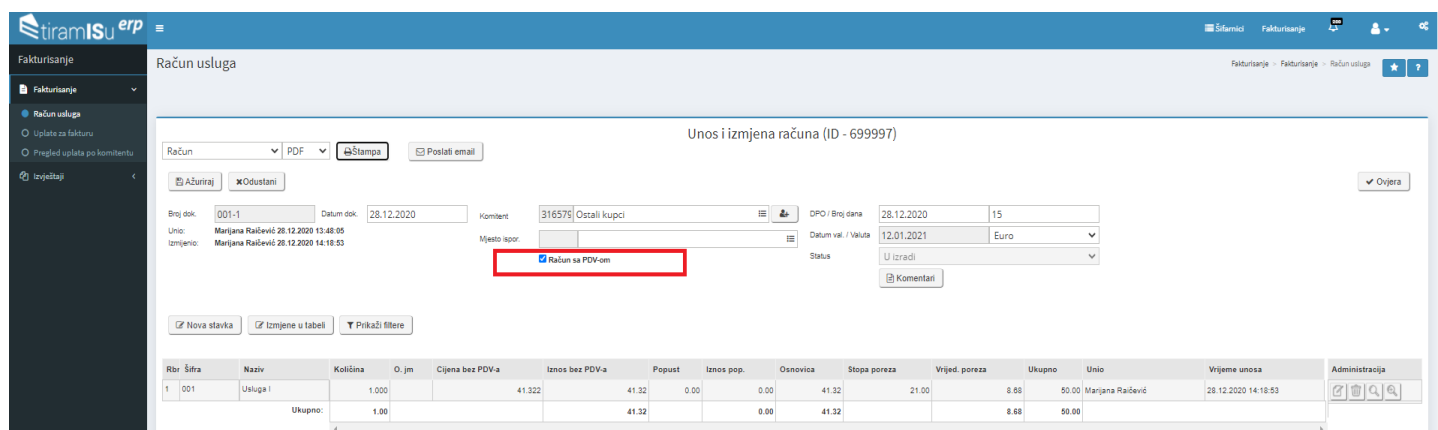 tiramISu erp
Šifarnici Fakturisanje
Fakturisanje
Račun usluga
Fakturisanje > Fakturisanje > Račun usluga
?
Fakturisanje
Račun usluga
Uplate za fakturu
Pregled uplata po komitentu
Izvještaji
Unos i izmjena računa (ID - 699997)
Račun PDF Štampa Poslati email
Ažuriraj Odustani Ovjera
Broj dok. 001-1 Datum dok. 28.12.2020 Komitent 316579 Ostali kupci DPO / Broj dana 28.12.2020 15
Unio: Marijana Raičević 28.12.2020 13:48:05
Izmijenio: Marijana Raičević 28.12.2020 14:18:53
Mjesto ispor. Datum val. / Valuta 12.01.2021 Euro
Račun sa PDV-om Status U izradi
Komentari
Nova stavka Izmjene u tabeli Prikaži filtere
Rbr Šifra Naziv Količina O. jm Cijena bez PDV-a Iznos bez PDV-a Popust Iznos pop. Osnovica Stopa poreza Vrijed. poreza Ukupno Unio Vrijeme unosa Administracija
1 001 Usluga 1 1.000 41.322 41.32 0.00 0.00 41.32 21.00 8.68 50.00 Marijana Raičević 28.12.2020 14:18:53
Ukupno: 1.00 41.32 0.00 41.32 8.68 50.00